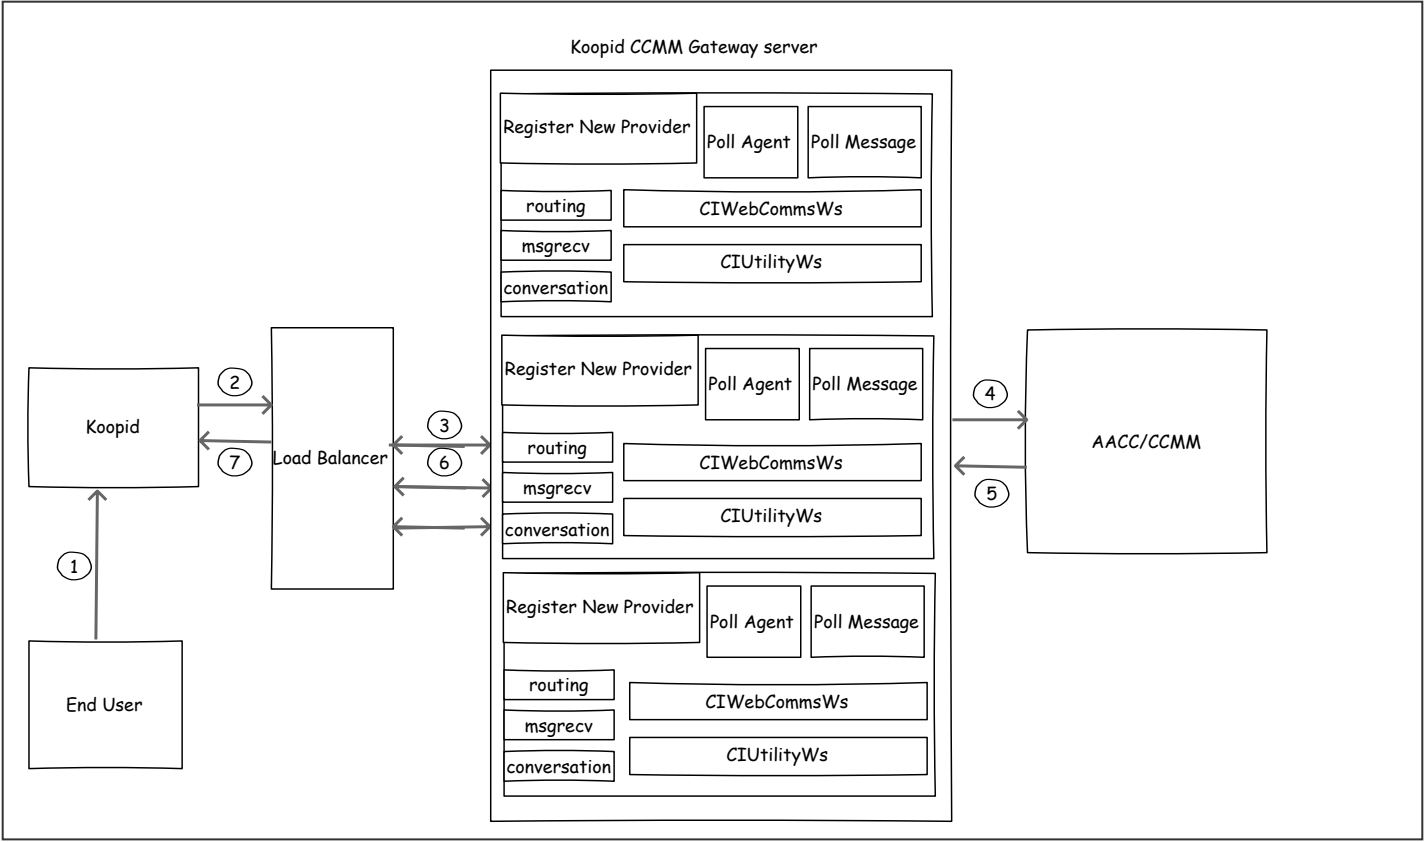 Koopid CCMM Gateway server
Register New Provider
Poll Agent
Poll Message
routing
CIWebCommsWs
msgrecv
CIUtilityWs
conversation
Register New Provider
Poll Agent
Poll Message
routing
CIWebCommsWs
msgrecv
CIUtilityWs
conversation
Register New Provider
Poll Agent
Poll Message
routing
CIWebCommsWs
msgrecv
CIUtilityWs
conversation
2
Koopid
7
Load Balancer
3
6
4
AACC/CCMM
5
1
End User